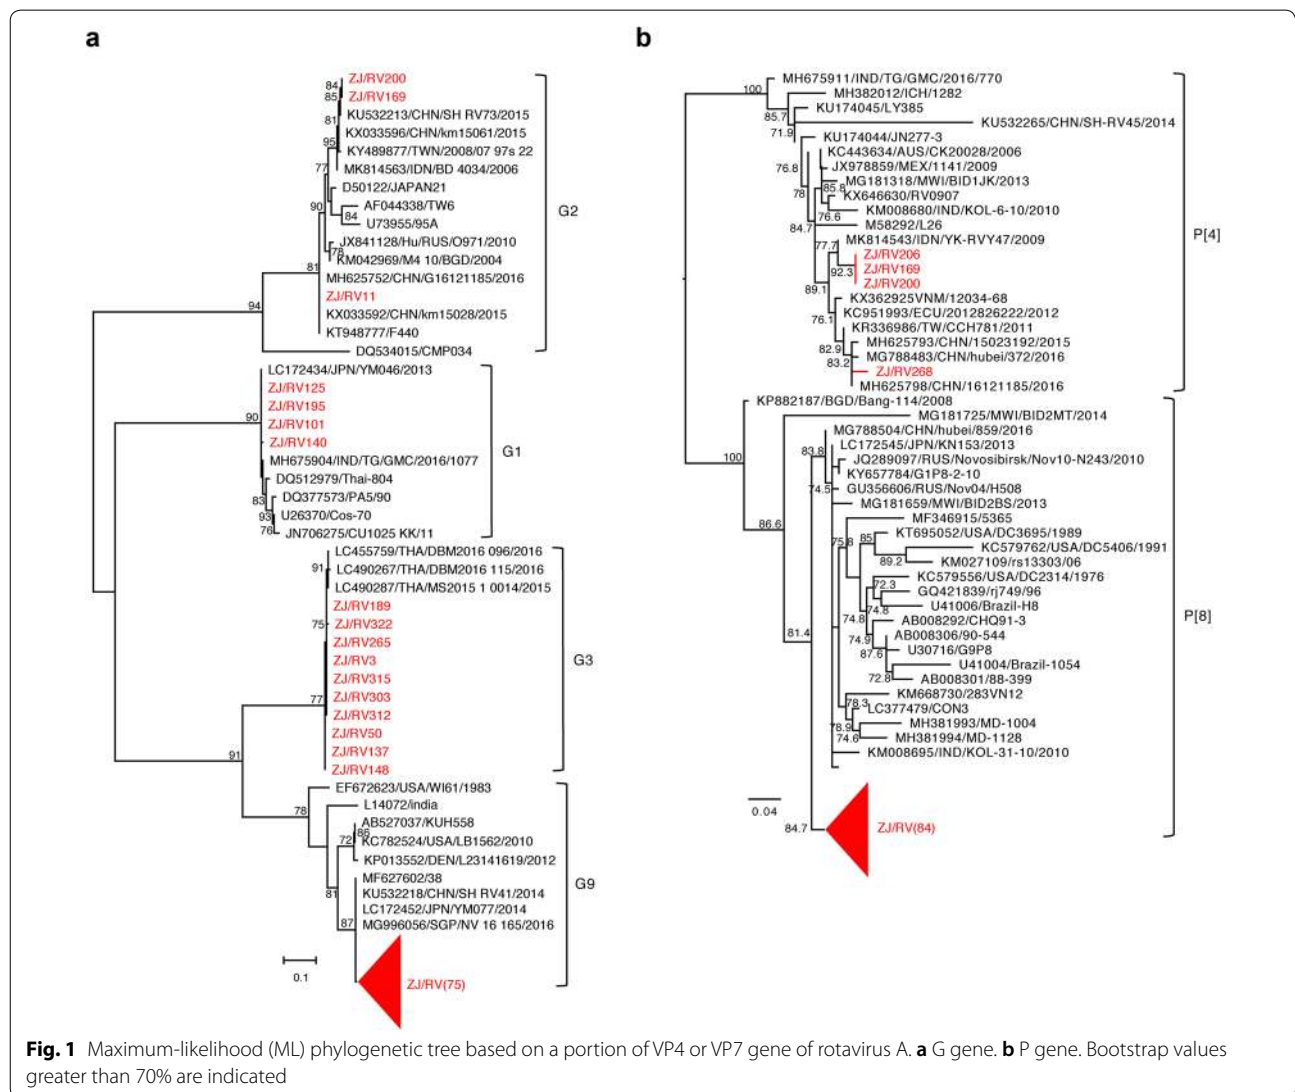 a
ZJ/RV200
84
85
ZJ/RV169
KU532213/CHN/SH RV73/2015
81
KX033596/CHN/km15061/2015
95
KY489877/TWN/2008/07 97s 22
77
MK814563/IDN/BD 4034/2006
D50122/JAPAN21
AF044338/TW6
90
84
U73955/95A
G2
JX841128/Hu/RUS/O971/2010
78
KM042969/M4 10/BGD/2004
81
MH625752/CHN/G16121185/2016
ZJ/RV11
94
KX033592/CHN/km15028/2015
KT948777/F440
DQ534015/CMP034
LC172434/JPN/YM046/2013
ZJ/RV125
ZJ/RV195
90
ZJ/RV101
ZJ/RV140
G1
MH675904/IND/TG/GMC/2016/1077
DQ512979/Thai-804
83
DQ377573/PA5/90
93
U26370/Cos-70
76
JN706275/CU1025 KK/11
LC455759/THA/DBM2016 096/2016
91
LC490267/THA/DBM2016 115/2016
LC490287/THA/MS2015 1 0014/2015
ZJ/RV189
75
ZJ/RV322
ZJ/RV265
ZJ/RV3
G3
ZJ/RV315
77
ZJ/RV303
ZJ/RV312
ZJ/RV50
91
ZJ/RV137
ZJ/RV148
EF672623/USA/WI61/1983
78
L14072/india
AB527037/KUH558
86
72
KC782524/USA/LB1562/2010
KP013552/DEN/L23141619/2012
81
MF627602/38
G9
KU532218/CHN/SH RV41/2014
LC172452/JPN/YM077/2014
87
MG996056/SGP/NV 16 165/2016
0.1
ZJ/RV(75)
b
MH675911/IND/TG/GMC/2016/770
100
MH382012/ICH/1282
85.7
KU174045/LY385
71.9
KU532265/CHN/SH-RV45/2014
KU174044/JN277-3
KC443634/AUS/CK20028/2006
76.8
JX978859/MEX/1141/2009
78
85.8
MG181318/MWI/BID1JK/2013
KX646630/RV0907
76.6
KM008680/IND/KOL-6-10/2010
84.7
M58292/L26
77.7
MK814543/IDN/YK-RVY47/2009
P[4]
ZJ/RV206
92.3
ZJ/RV169
ZJ/RV200
89.1
KX362925VNM/12034-68
76.1
KC951993/ECU/2012826222/2012
KR336986/TW/CCH781/2011
82.9
MH625793/CHN/15023192/2015
83.2
MG788483/CHN/hubei/372/2016
ZJ/RV268
MH625798/CHN/16121185/2016
KP882187/BGD/Bang-114/2008
MG181725/MWI/BID2MT/2014
MG788504/CHN/hubei/859/2016
83.8
LC172545/JPN/KN153/2013
100
JQ289097/RUS/Novosibirsk/Nov10-N243/2010
KY657784/G1P8-2-10
74.5
GU356606/RUS/Nov04/H508
MG181659/MWI/BID2BS/2013
86.6
MF346915/5365
75.8
85
KT695052/USA/DC3695/1989
KC579762/USA/DC5406/1991
89.2
KM027109/rs13303/06
KC579556/USA/DC2314/1976
72.3
GQ421839/rj749/96
74.8
U41006/Brazil-H8
74.8
AB008292/CHQ91-3
P[8]
81.4
74.9
AB008306/90-544
87.6
U30716/G9P8
U41004/Brazil-1054
72.8
AB008301/88-399
KM668730/283VN12
78.3
LC377479/CON3
78.9
MH381993/MD-1004
74.6
MH381994/MD-1128
KM008695/IND/KOL-31-10/2010
0.04
84.7
ZJ/RV(84)
Fig. 1 Maximum-likelihood (ML) phylogenetic tree based on a portion of VP4 or VP7 gene of rotavirus A. a G gene. b P gene. Bootstrap values
greater than 70% are indicated